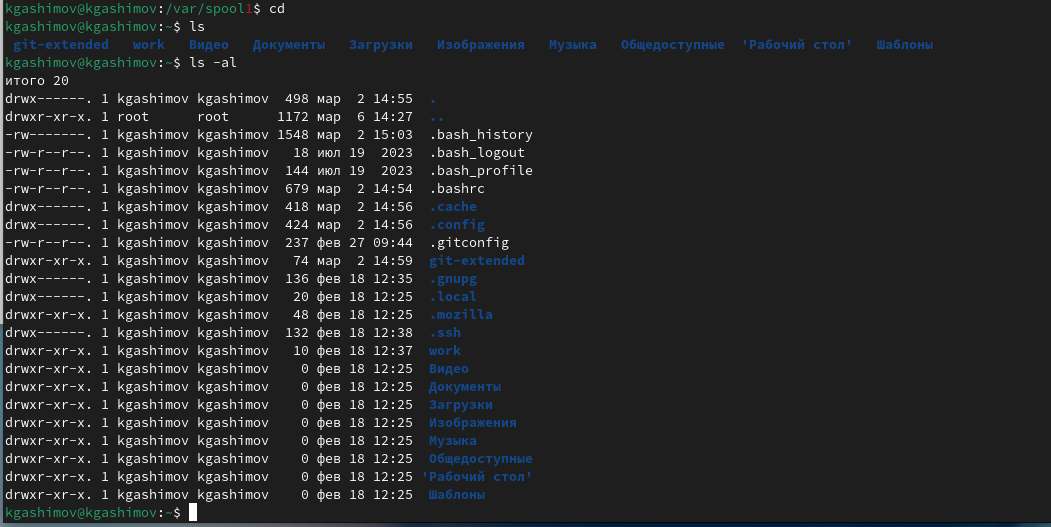 kgashimov@kgashimov:/var/spool1$ cd
kgashimov@kgashimov:~$ ls
git-extended work Видео Документы Загрузки Изображения Музыка Общедоступные 'Рабочий стол' Шаблоны
kgashimov@kgashimov:~$ ls -al
итого 20
drwx------. 1 kgashimov kgashimov 498 мар 2 14:55 .
drwxr-xr-x. 1 root root 1172 мар 6 14:27 ..
-rw-------. 1 kgashimov kgashimov 1548 мар 2 15:03 .bash_history
-rw-r--r--. 1 kgashimov kgashimov 18 июл 19 2023 .bash_logout
-rw-r--r--. 1 kgashimov kgashimov 144 июл 19 2023 .bash_profile
-rw-r--r--. 1 kgashimov kgashimov 679 мар 2 14:54 .bashrc
drwx------. 1 kgashimov kgashimov 418 мар 2 14:56 .cache
drwx------. 1 kgashimov kgashimov 424 мар 2 14:56 .config
-rw-r--r--. 1 kgashimov kgashimov 237 фев 27 09:44 .gitconfig
drwxr-xr-x. 1 kgashimov kgashimov 74 мар 2 14:59 git-extended
drwx------. 1 kgashimov kgashimov 136 фев 18 12:35 .gnupg
drwx------. 1 kgashimov kgashimov 20 фев 18 12:25 .local
drwxr-xr-x. 1 kgashimov kgashimov 48 фев 18 12:25 .mozilla
drwx------. 1 kgashimov kgashimov 132 фев 18 12:38 .ssh
drwxr-xr-x. 1 kgashimov kgashimov 10 фев 18 12:37 work
drwxr-xr-x. 1 kgashimov kgashimov 0 фев 18 12:25 Видео
drwxr-xr-x. 1 kgashimov kgashimov 0 фев 18 12:25 Документы
drwxr-xr-x. 1 kgashimov kgashimov 0 фев 18 12:25 Загрузки
drwxr-xr-x. 1 kgashimov kgashimov 0 фев 18 12:25 Изображения
drwxr-xr-x. 1 kgashimov kgashimov 0 фев 18 12:25 Музыка
drwxr-xr-x. 1 kgashimov kgashimov 0 фев 18 12:25 Общедоступные
drwxr-xr-x. 1 kgashimov kgashimov 0 фев 18 12:25 'Рабочий стол'
drwxr-xr-x. 1 kgashimov kgashimov 0 фев 18 12:25 Шаблоны
kgashimov@kgashimov:~$